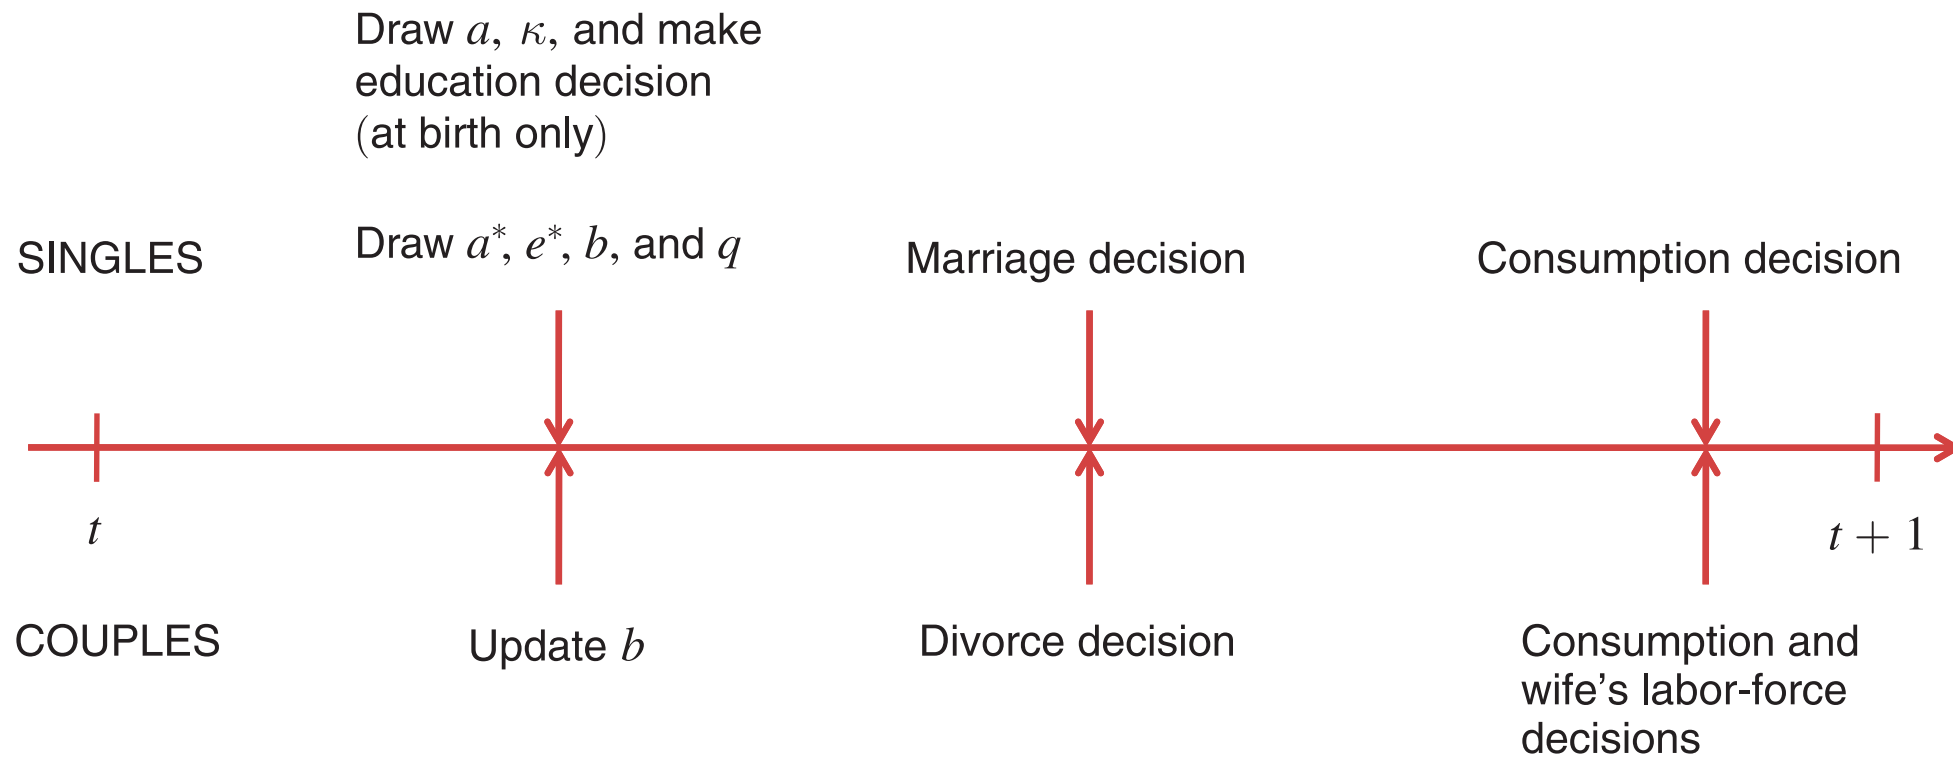 Draw a, κ, and make
education decision
(at birth only)
SINGLES
Draw a*, e*, b, and q
Marriage decision
Consumption decision
t
t + 1
COUPLES
Update b
Divorce decision
Consumption and
wife's labor-force
decisions